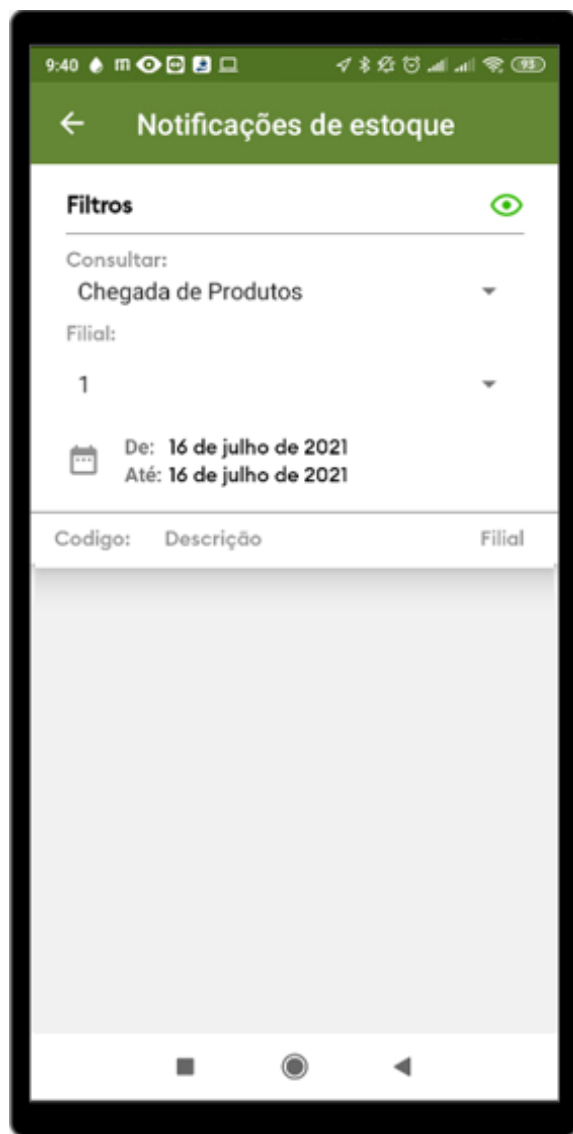 9:40 m 93
Notificações de estoque
Filtros
Consultar:
Chegada de Produtos
Filial:
1
De: 16 de julho de 2021
Até: 16 de julho de 2021
Codigo: Descrição Filial